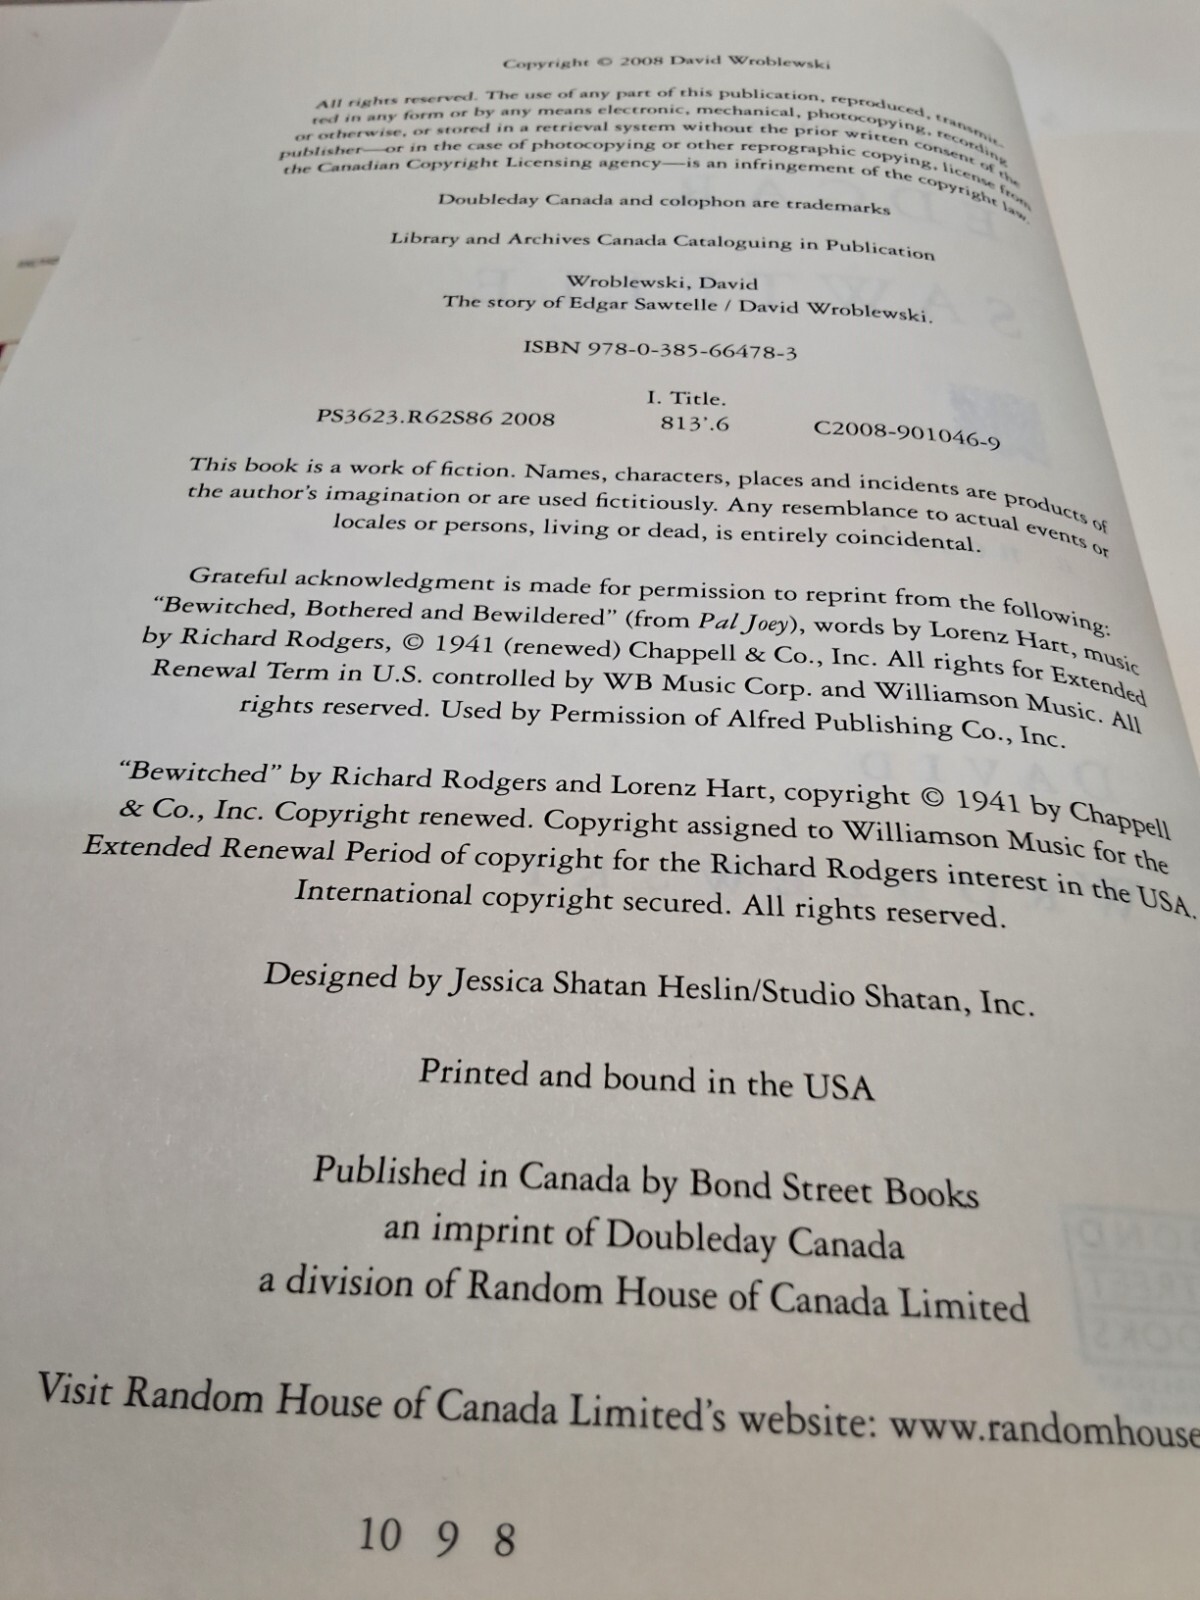 Copyright © 2008 David Wroblewski
All rights reserved. The use of any part of this publication, reproduced, transmit-
ted in any form or by any means electronic, mechanical, photocopying, recording
or otherwise, or stored in a retrieval system without the prior written consent of the
publisher—or in the case of photocopying or other reprographic copying, license from
the Canadian Copyright Licensing agency—is an infringement of the copyright law.
Doubleday Canada and colophon are trademarks
Library and Archives Canada Cataloguing in Publication
Wroblewski, David
The story of Edgar Sawtelle / David Wroblewski.
ISBN 978-0-385-66478-3
I. Title.
PS3623.R62S86 2008 813'.6 C2008-901046-9
This book is a work of fiction. Names, characters, places and incidents are products of
the author's imagination or are used fictitiously. Any resemblance to actual events or
locales or persons, living or dead, is entirely coincidental.
Grateful acknowledgment is made for permission to reprint from the following:
“Bewitched, Bothered and Bewildered” (from Pal Joey), words by Lorenz Hart, music
by Richard Rodgers, © 1941 (renewed) Chappell & Co., Inc. All rights for Extended
Renewal Term in U.S. controlled by WB Music Corp. and Williamson Music. All
rights reserved. Used by Permission of Alfred Publishing Co., Inc.
“Bewitched” by Richard Rodgers and Lorenz Hart, copyright © 1941 by Chappell
& Co., Inc. Copyright renewed. Copyright assigned to Williamson Music for the
Extended Renewal Period of copyright for the Richard Rodgers interest in the USA.
International copyright secured. All rights reserved.
Designed by Jessica Shatan Heslin/Studio Shatan, Inc.
Printed and bound in the USA
Published in Canada by Bond Street Books
an imprint of Doubleday Canada
a division of Random House of Canada Limited
Visit Random House of Canada Limited's website: www.randomhouse
10 9 8